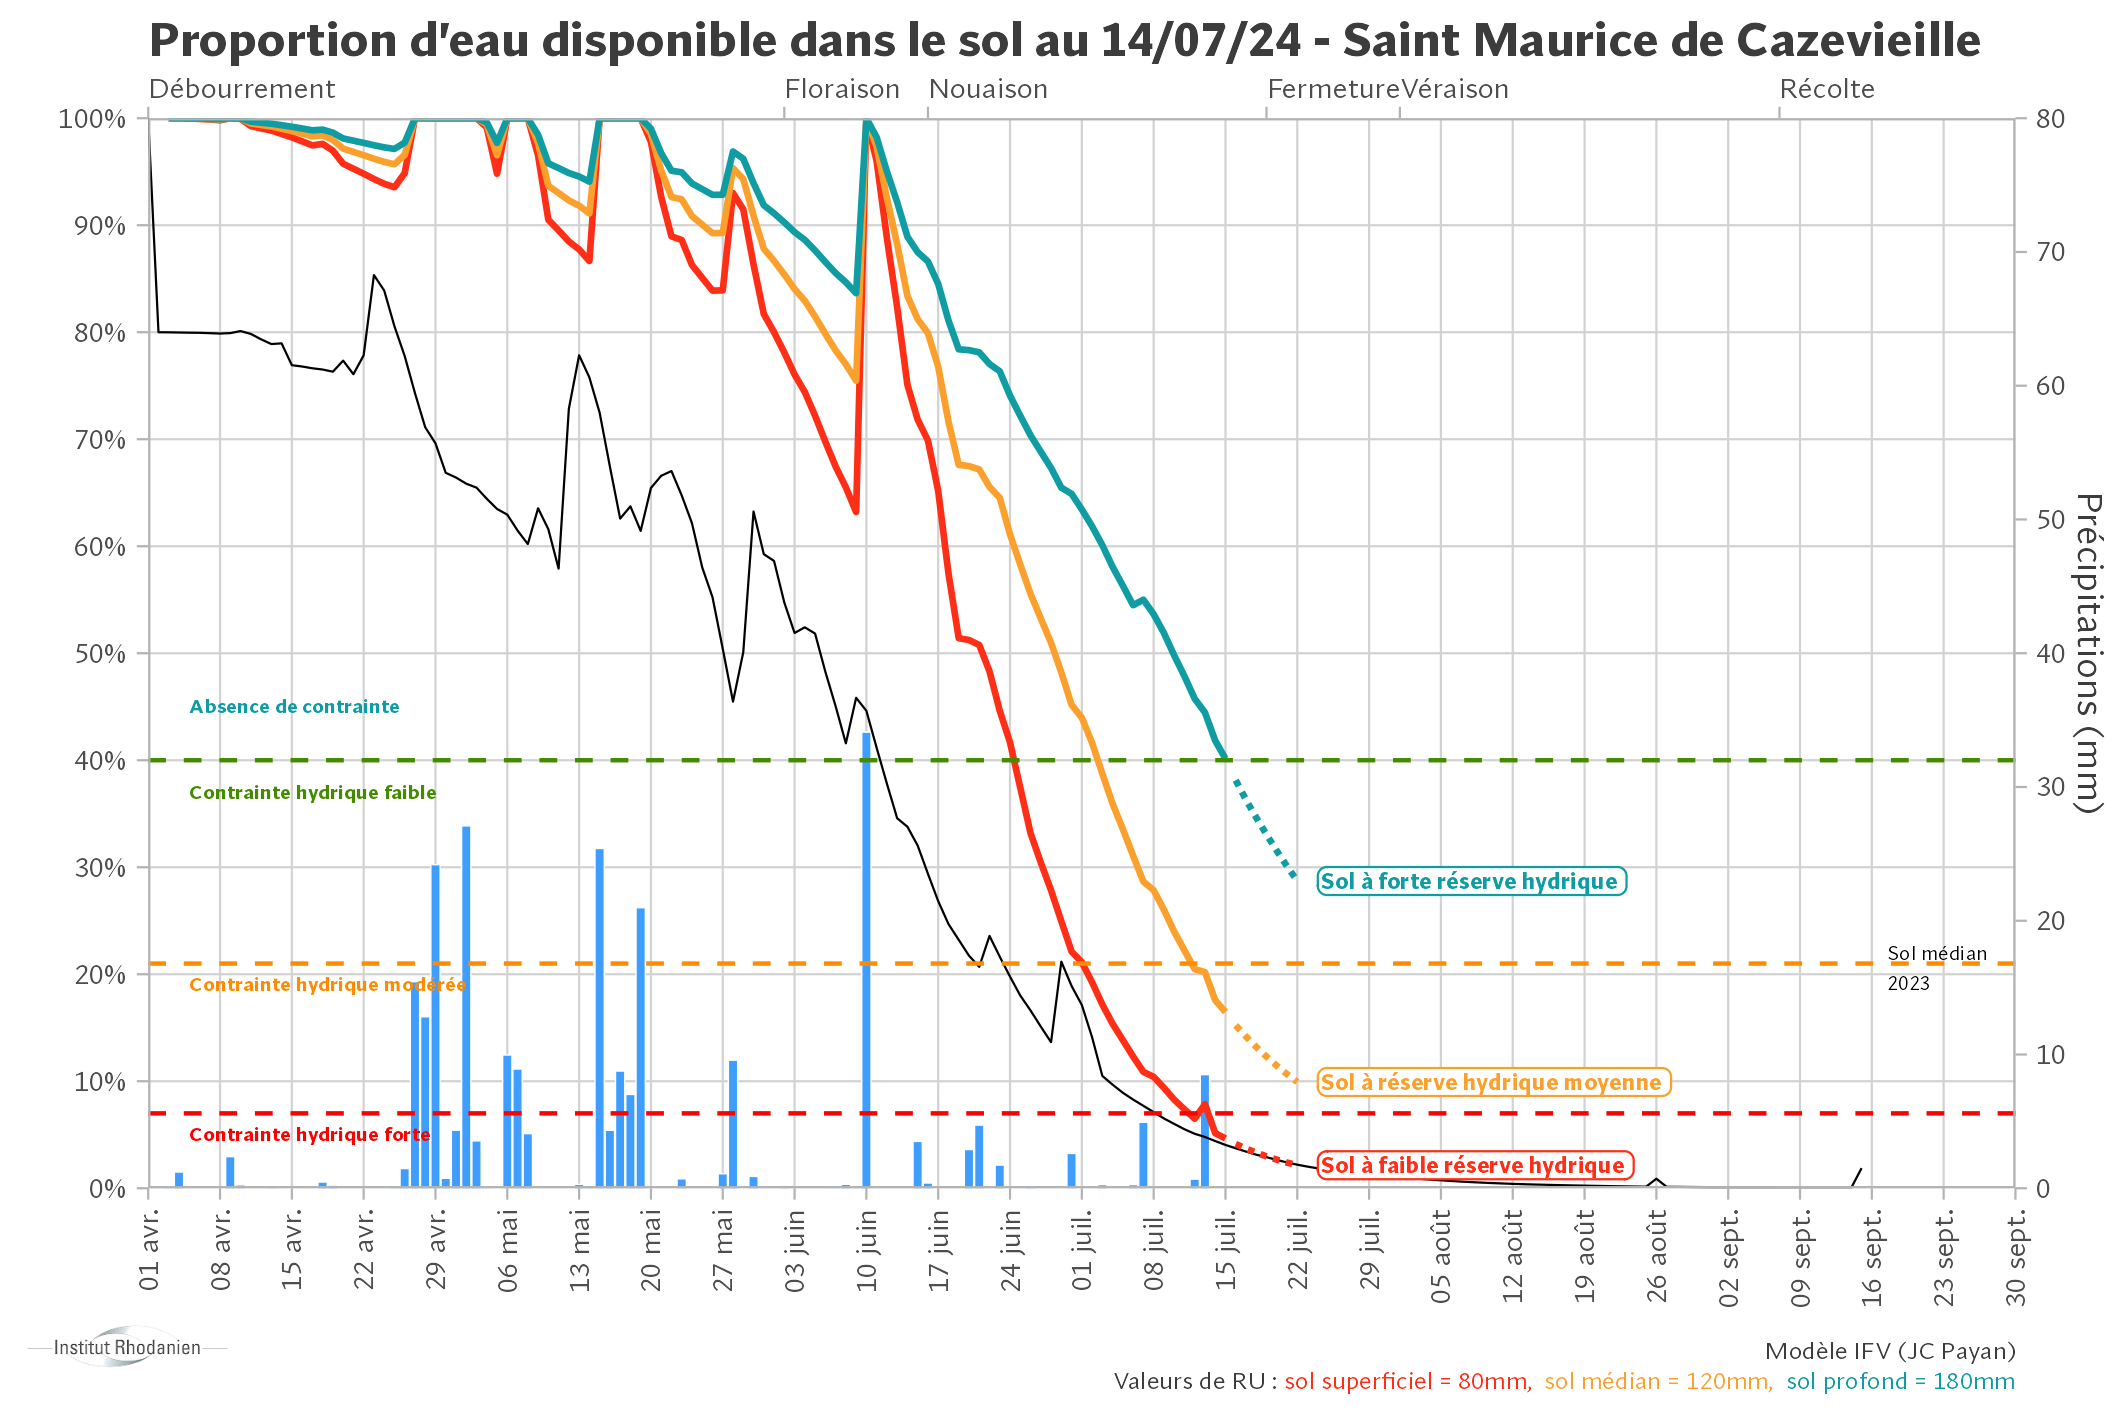 Proportion d'eau disponible dans le sol au 14/07/24 - Saint Maurice de Cazevieille
Débourrement
Floraison
Nouaison
Fermeture
Véraison
Récolte
100%
90%
80%
70%
60%
50%
40%
30%
20%
10%
0%
80
70
60
50
40
30
20
10
0
Précipitations (mm)
Absence de contrainte
Contrainte hydrique faible
Contrainte hydrique modérée
Contrainte hydrique forte
Sol à forte réserve hydrique
Sol médian
2023
Sol à réserve hydrique moyenne
Sol à faible réserve hydrique
01 avr.
08 avr.
15 avr.
22 avr.
29 avr.
06 mai
13 mai
20 mai
27 mai
03 juin
10 juin
17 juin
24 juin
01 juil.
08 juil.
15 juil.
22 juil.
29 juil.
05 août
12 août
19 août
26 août
02 sept.
09 sept.
16 sept.
23 sept.
30 sept.
Institut Rhodanien
Modèle IFV (JC Payan)
Valeurs de RU : sol superficiel = 80mm, sol médian = 120mm, sol profond = 180mm